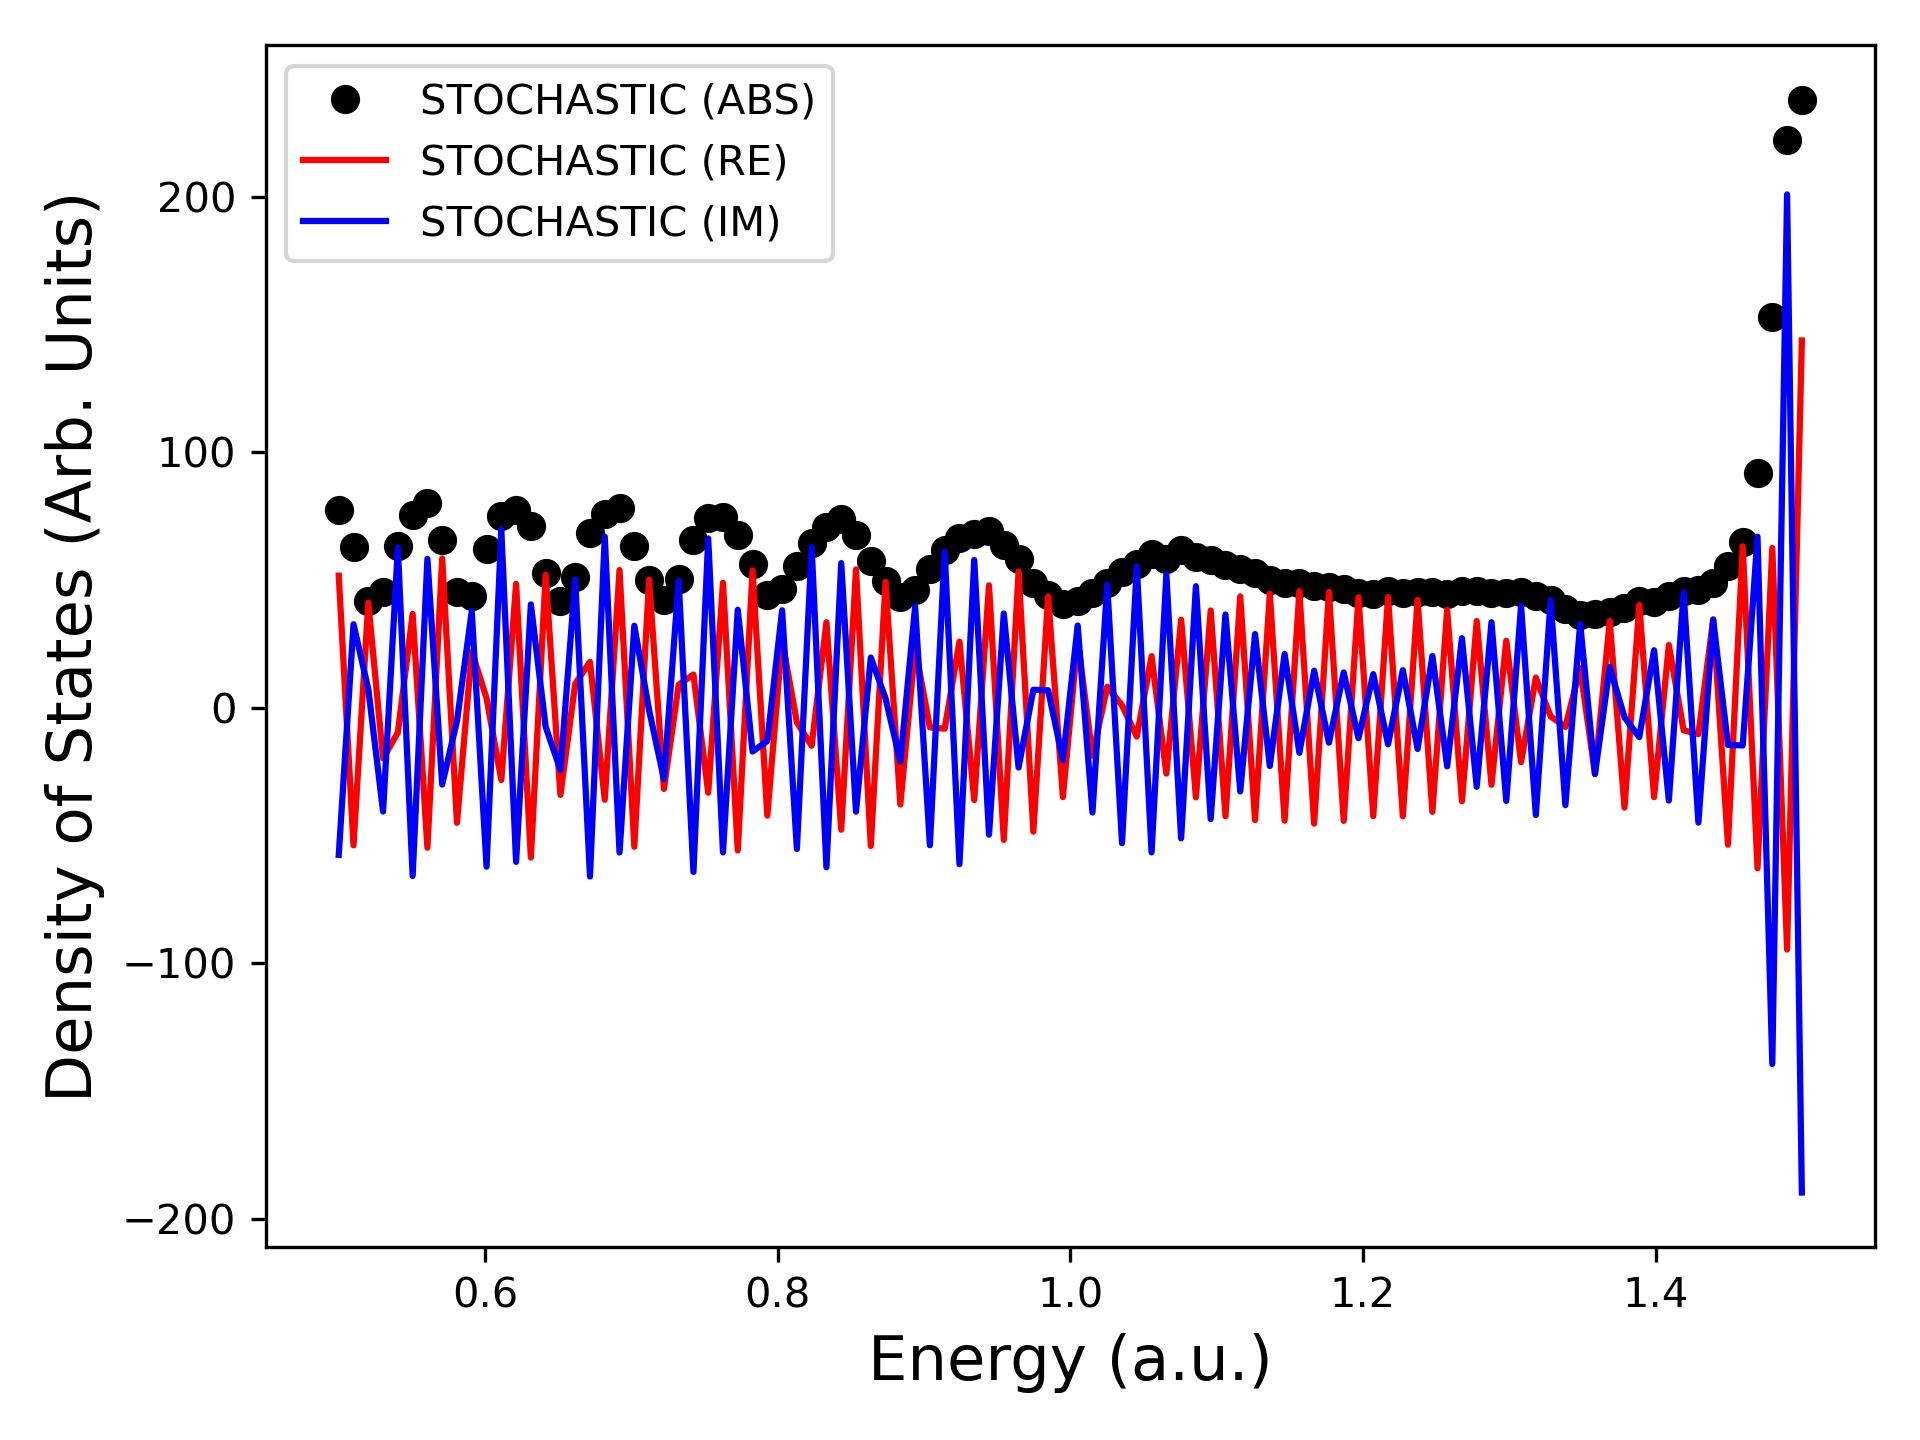 STOCHASTIC (ABS)
STOCHASTIC (RE)
STOCHASTIC (IM)
Density of States (Arb. Units)
200
100
0
−100
−200
0.6
0.8
1.0
1.2
1.4
Energy (a.u.)